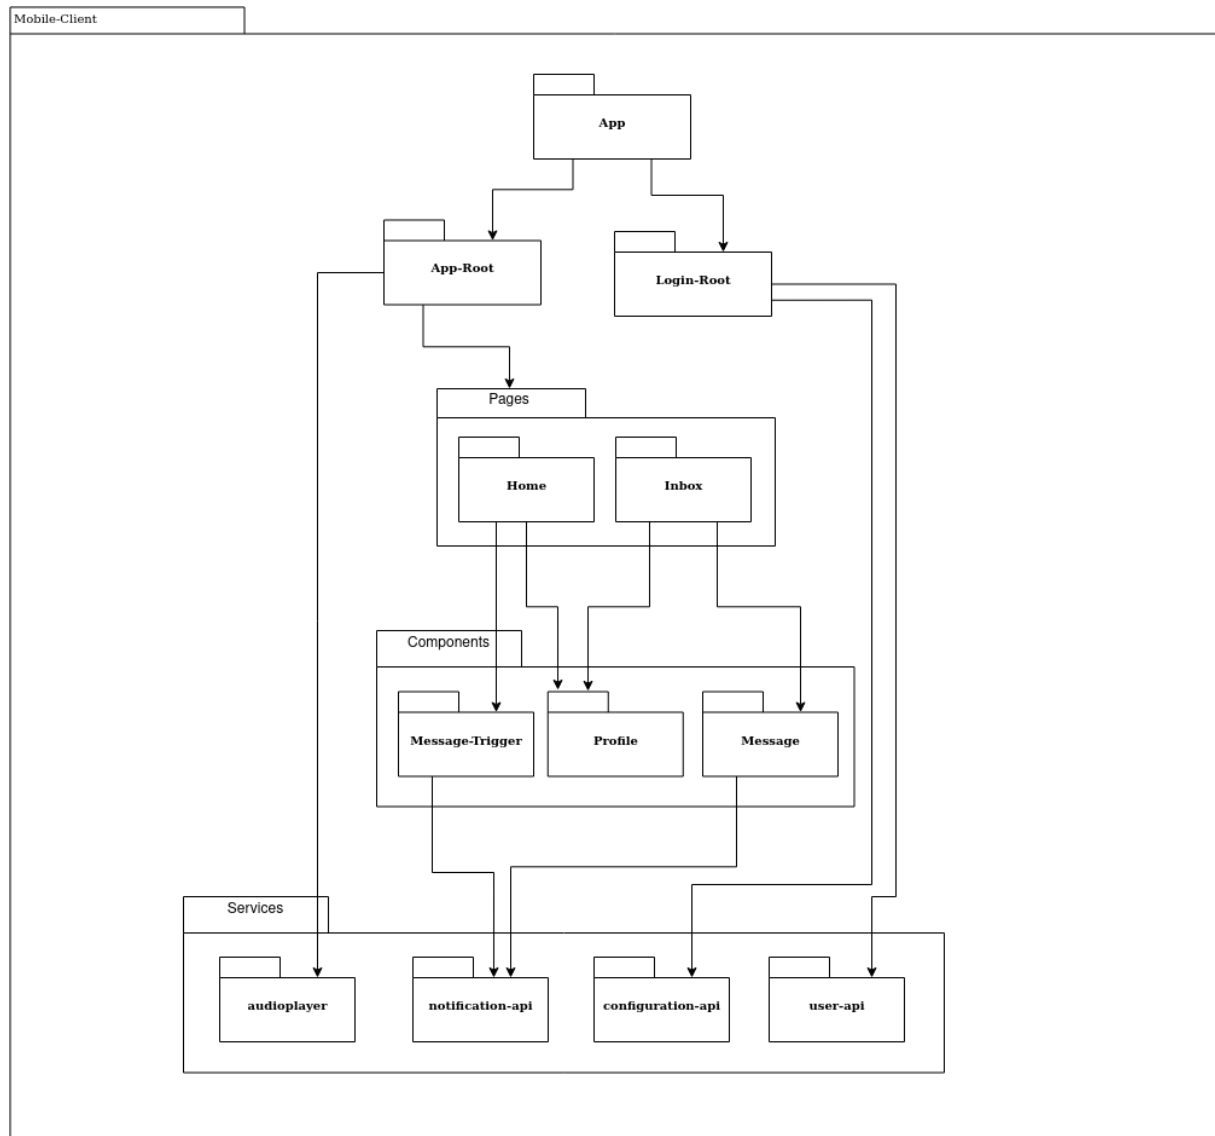 Mobile-Client
App
App-Root
Login-Root
Pages
Home
Inbox
Components
Message-Trigger
Profile
Message
Services
audioplayer
notification-api
configuration-api
user-api